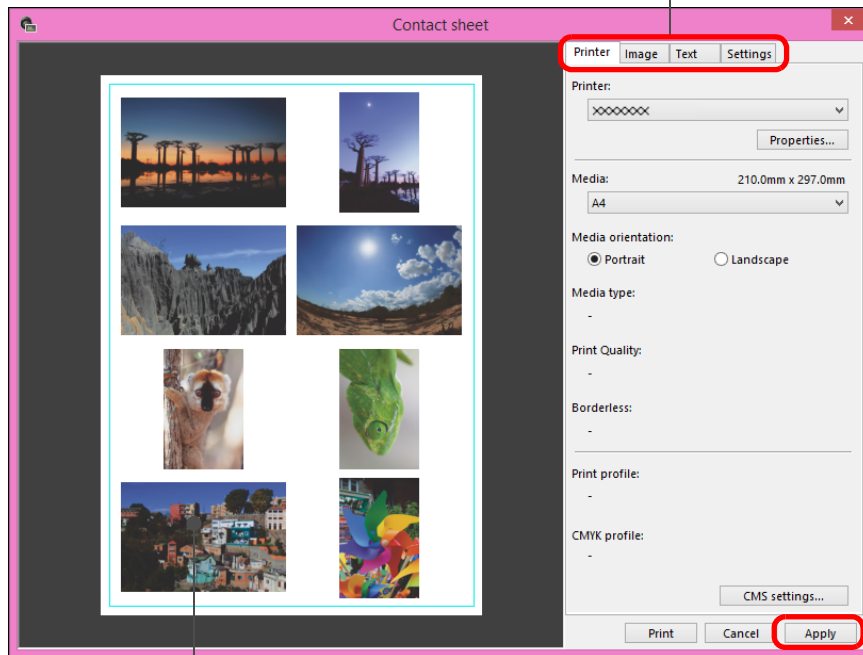 Contact sheet
Printer Image Text Settings
Printer:
XXXXXXXX
Properties...
Media: 210.0mm x 297.0mm
A4
Media orientation:
Portrait Landscape
Media type:
-
Print Quality:
-
Borderless:
-
Print profile:
-
CMYK profile:
-
CMS settings...
Print Cancel Apply